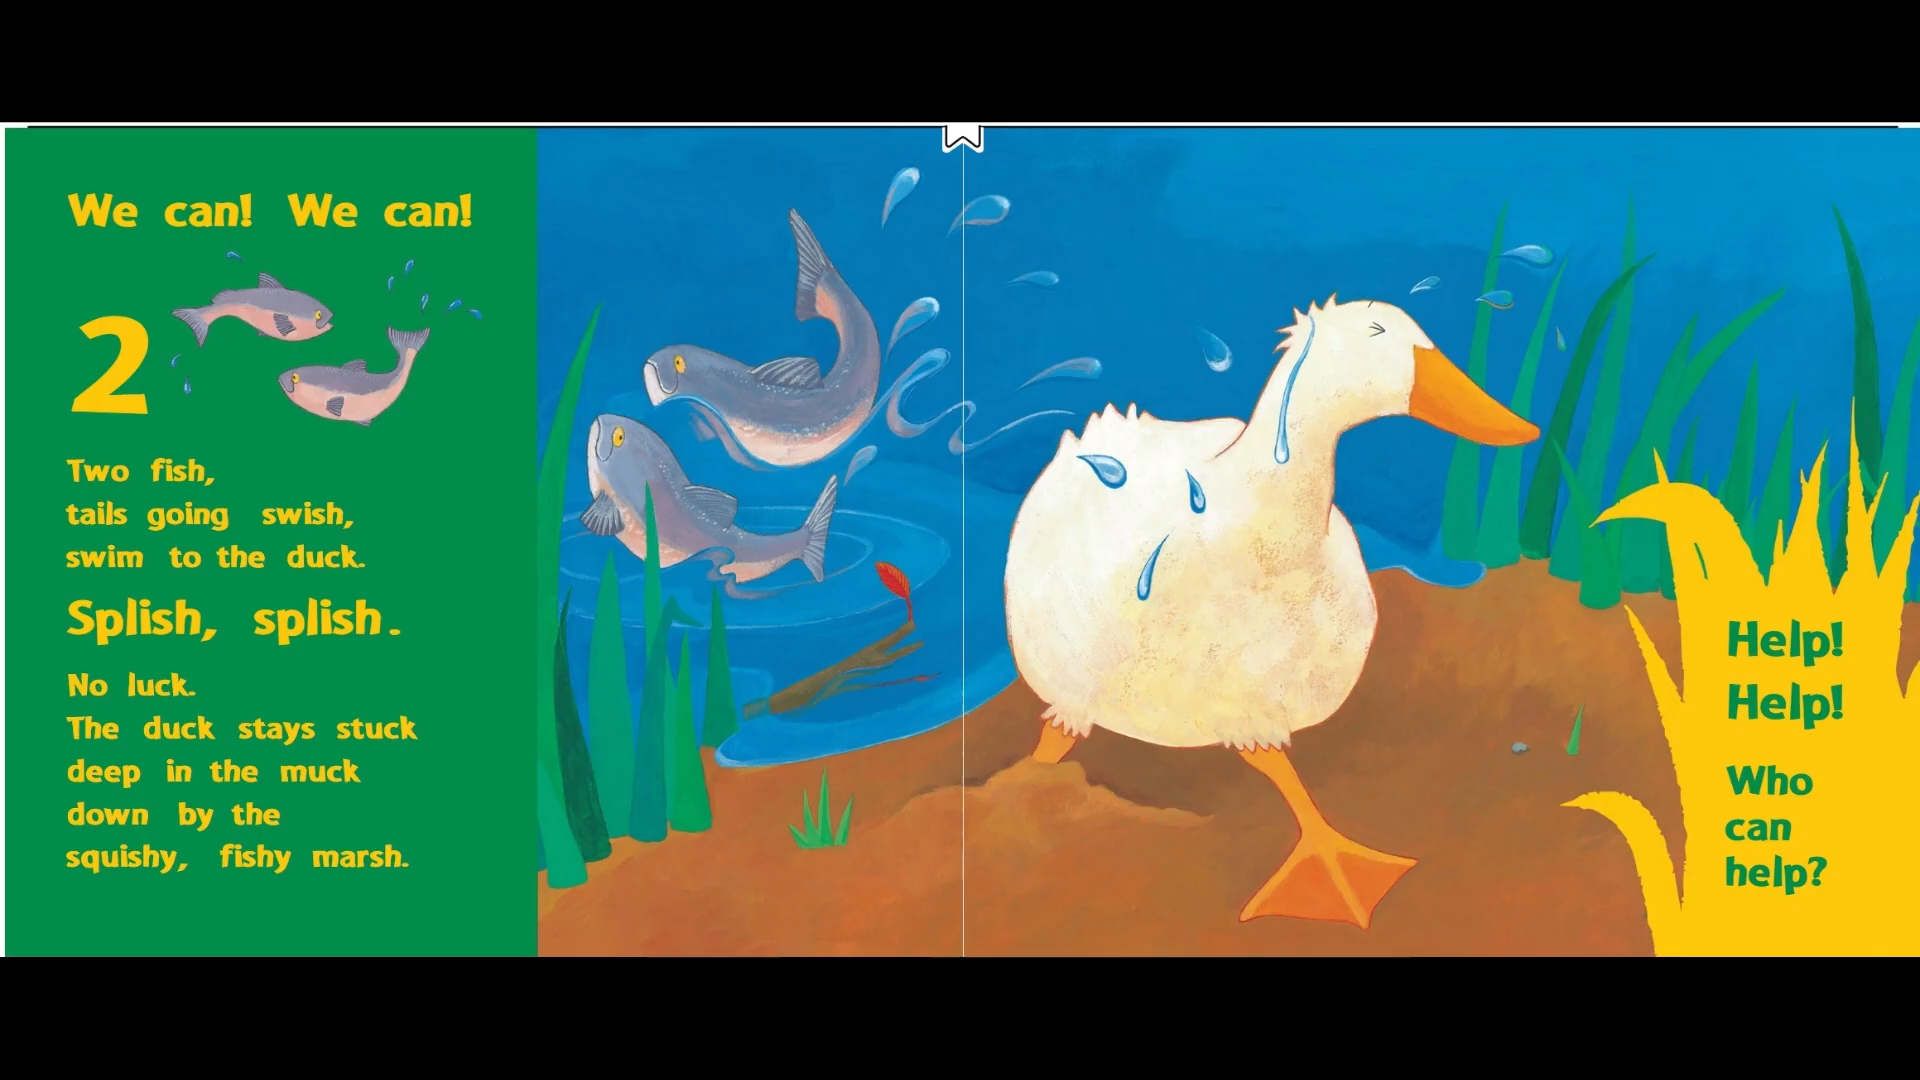 We can! We can!
2
Two fish,
tails going swish,
swim to the duck.
Splish, splish.
No luck.
The duck stays stuck
deep in the muck
down by the
squishy, fishy marsh.
Help!
Help!
Who
can
help?